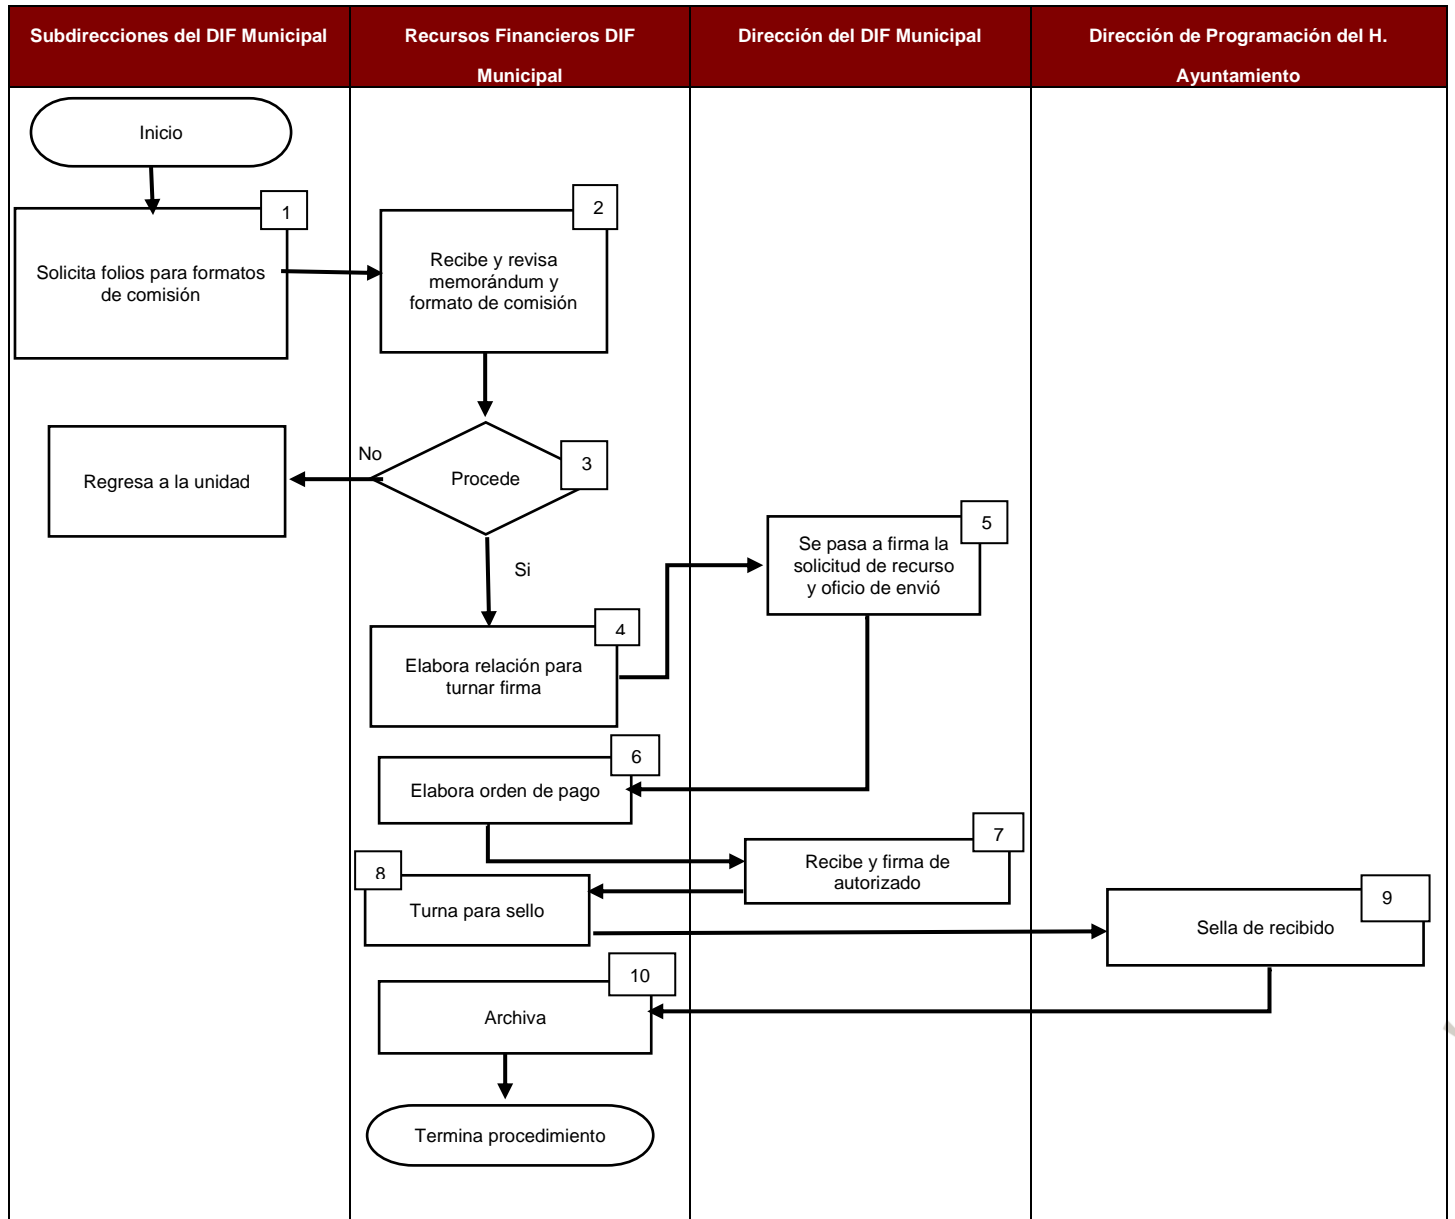 Subdirecciones del DIF Municipal
Recursos Financieros DIF
Municipal
Dirección del DIF Municipal
Dirección de Programación del H.
Ayuntamiento
Inicio
1
Solicita folios para formatos
de comisión
2
Recibe y revisa
memorándum y
formato de comisión
No
Regresa a la unidad
3
Procede
Si
4
Elabora relación para
turnar firma
5
Se pasa a firma la
solicitud de recurso
y oficio de envió
6
Elabora orden de pago
7
Recibe y firma de
autorizado
8
Turna para sello
9
Sella de recibido
10
Archiva
Termina procedimiento